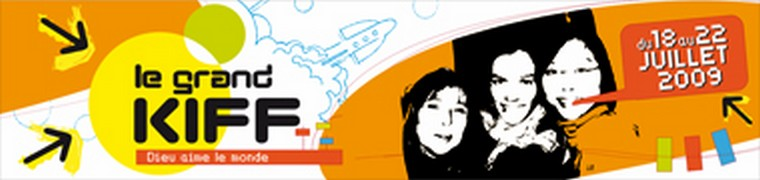 le grand
KIFF
Dieu aime le monde
du 18 au 22
JUILLET
2009